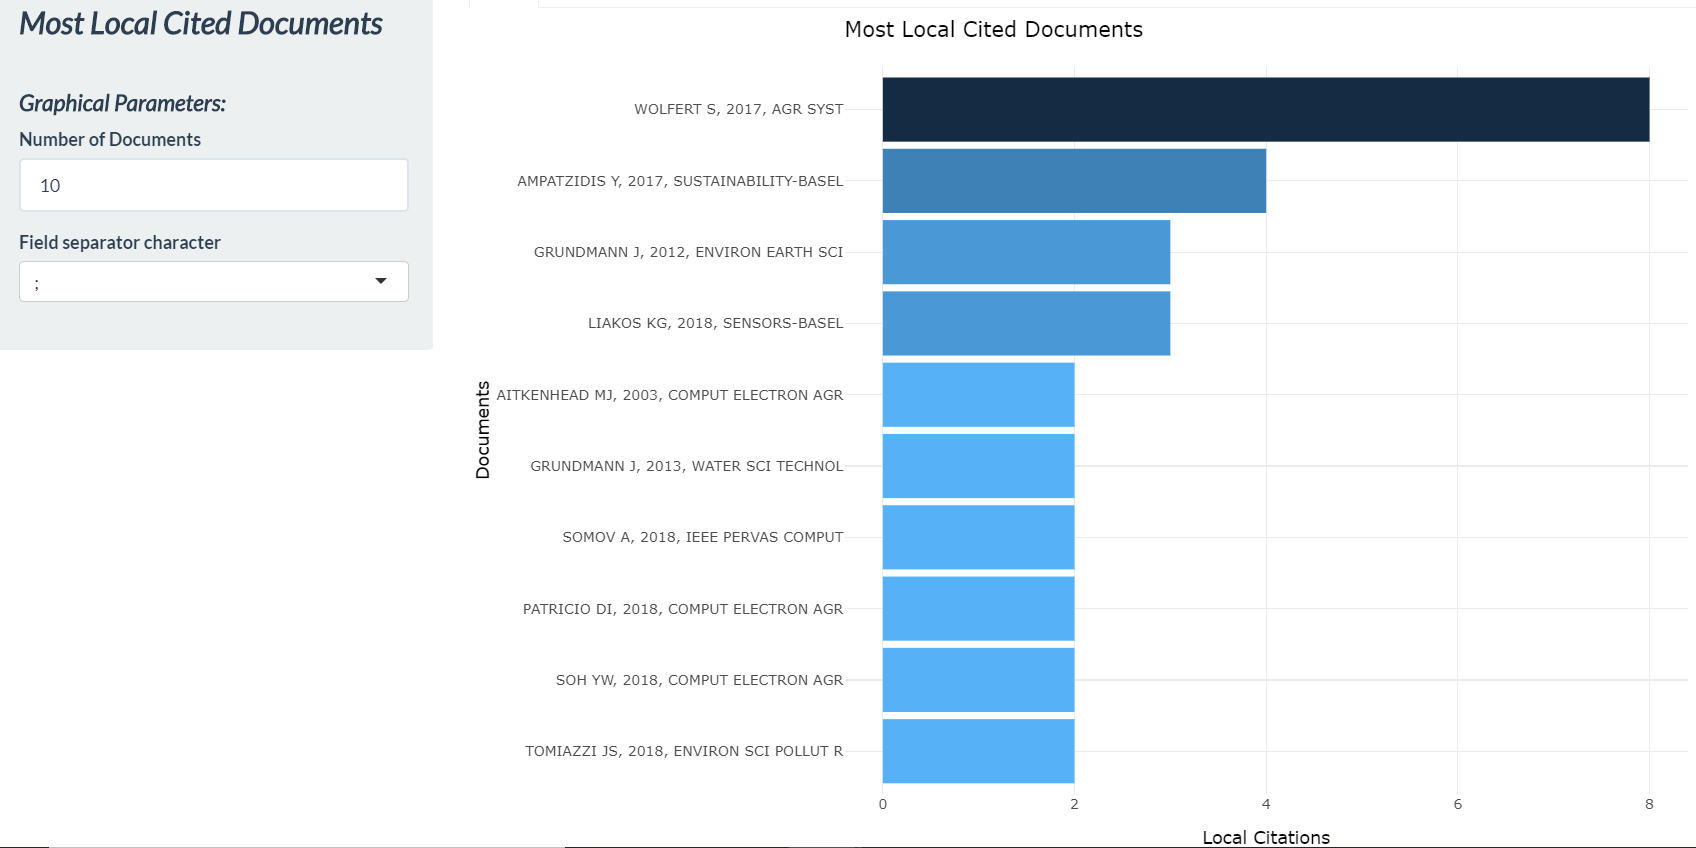 Most Local Cited Documents
Graphical Parameters:
Number of Documents
10
Field separator character
;
Most Local Cited Documents
Documents
WOLFERT S, 2017, AGR SYST
AMPATZIDIS Y, 2017, SUSTAINABILITY-BASEL
GRUNDMANN J, 2012, ENVIRON EARTH SCI
LIAKOS KG, 2018, SENSORS-BASEL
AITKENHEAD MJ, 2003, COMPUT ELECTRON AGR
GRUNDMANN J, 2013, WATER SCI TECHNOL
SOMOV A, 2018, IEEE PERVAS COMPUT
PATRICIO DI, 2018, COMPUT ELECTRON AGR
SOH YW, 2018, COMPUT ELECTRON AGR
TOMIAZZI JS, 2018, ENVIRON SCI POLLUT R
0 2 4 6 8
Local Citations